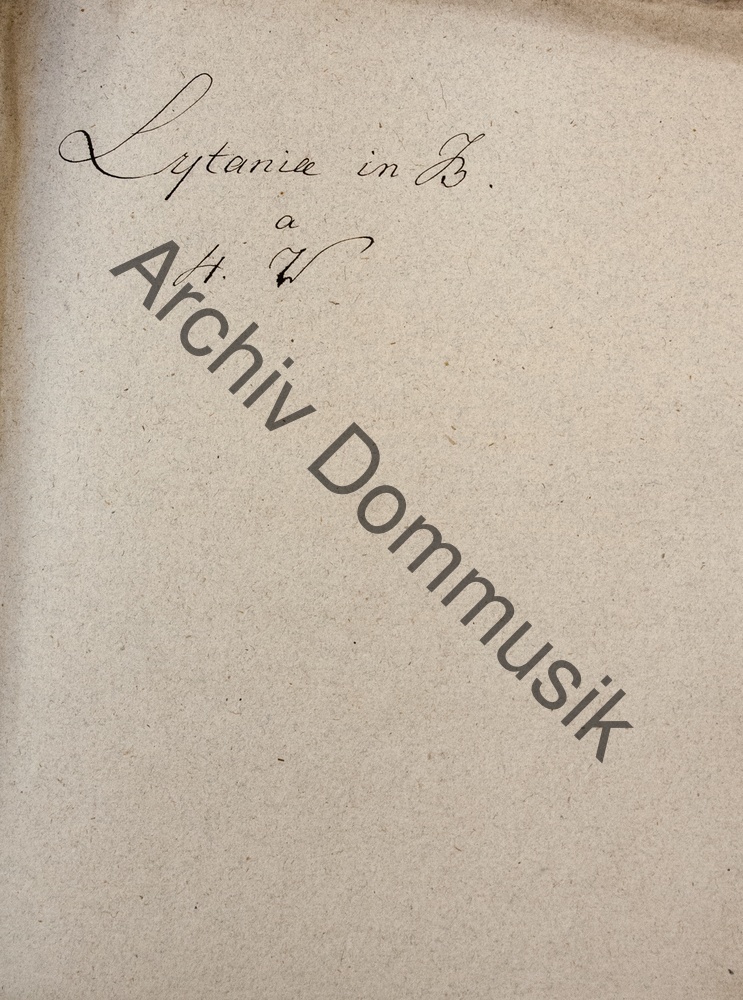 Lytaniæ in B.
a
4. V
Archiv Dommusik